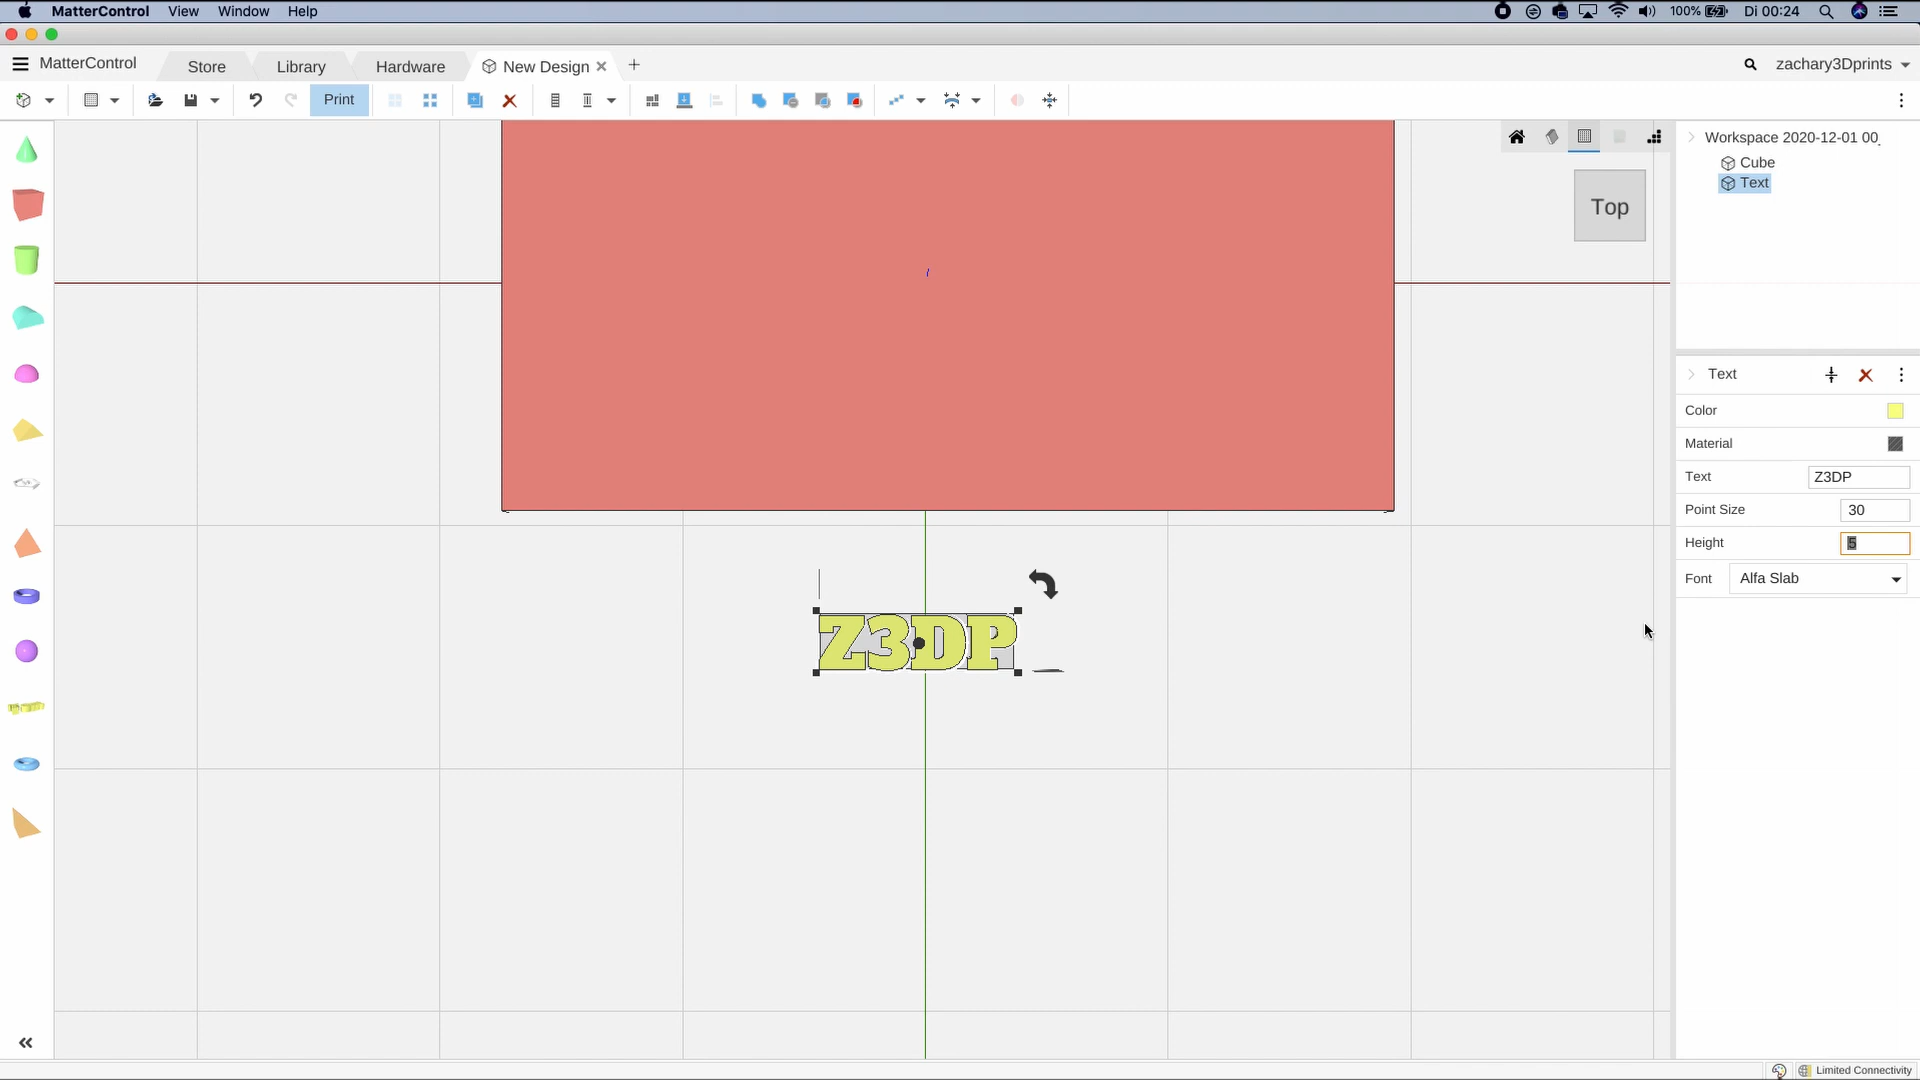 MatterControl View Window Help
100% Di 00:24
MatterControl Store Library Hardware New Design
zachary3Dprints
Print
Top
Workspace 2020-12-01 00
Cube
Text
Text
Color
Material
Text Z3DP
Point Size 30
Height 5
Font Alfa Slab
Z3DP
Limited Connectivity